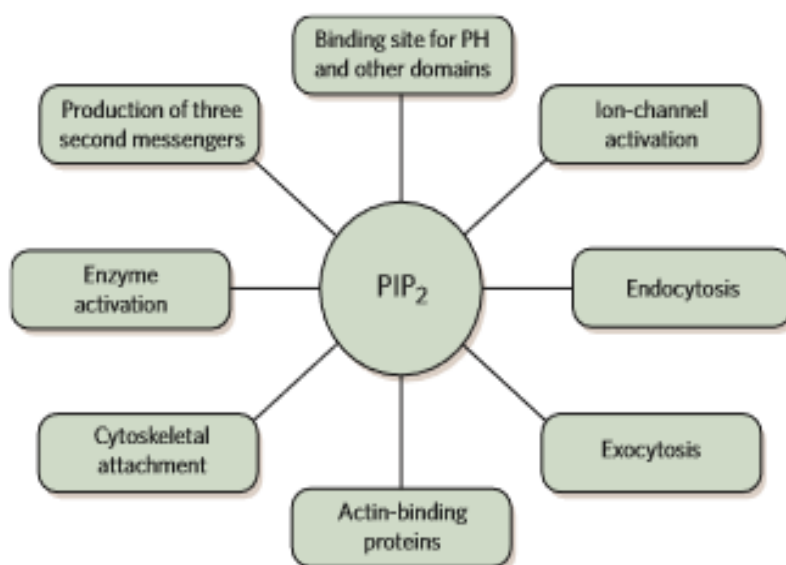 Binding site for PH
and other domains
Production of three
second messengers
Ion-channel
activation
Enzyme
activation
PIP₂
Endocytosis
Cytoskeletal
attachment
Exocytosis
Actin-binding
proteins